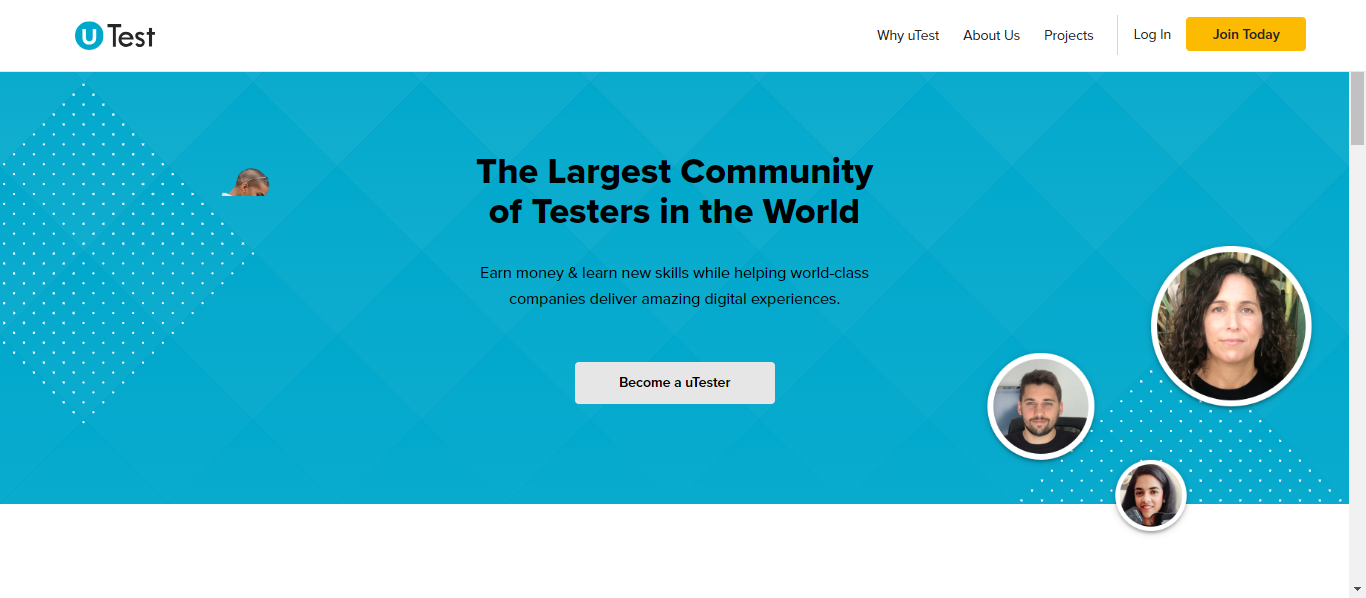 uTest
Why uTest
About Us
Projects
Log In
Join Today
The Largest Community
of Testers in the World
Earn money & learn new skills while helping world-class
companies deliver amazing digital experiences.
Become a uTester